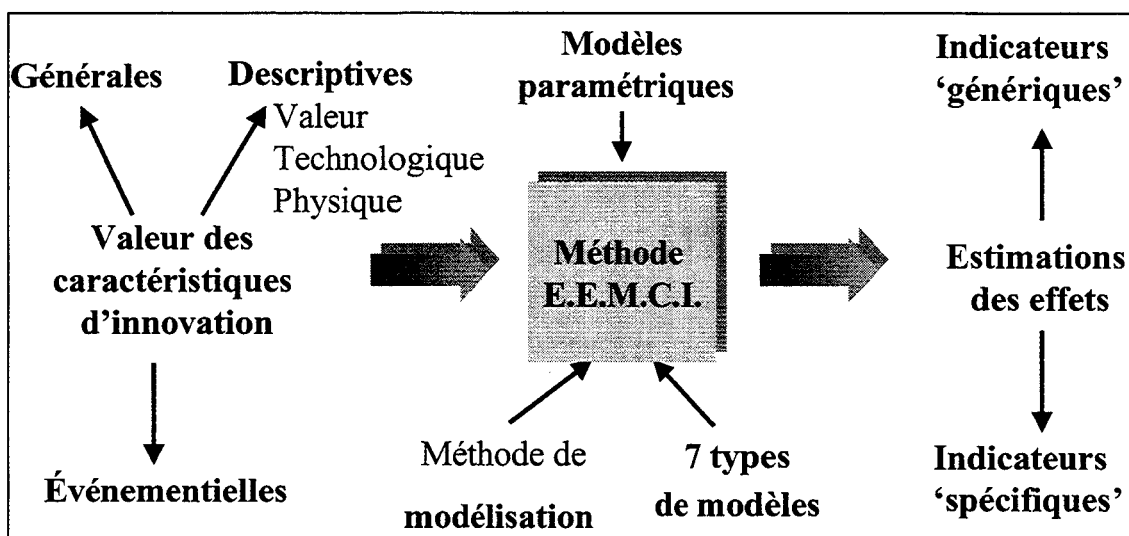 Générales
Descriptives
Valeur
Technologique
Physique
Valeur des
caractéristiques
d'innovation
Événementielles
Modèles
paramétriques
Méthode
E.E.M.C.I.
Méthode de
modélisation
7 types
de modèles
Indicateurs
‘génériques’
Estimations
des effets
Indicateurs
‘spécifiques’